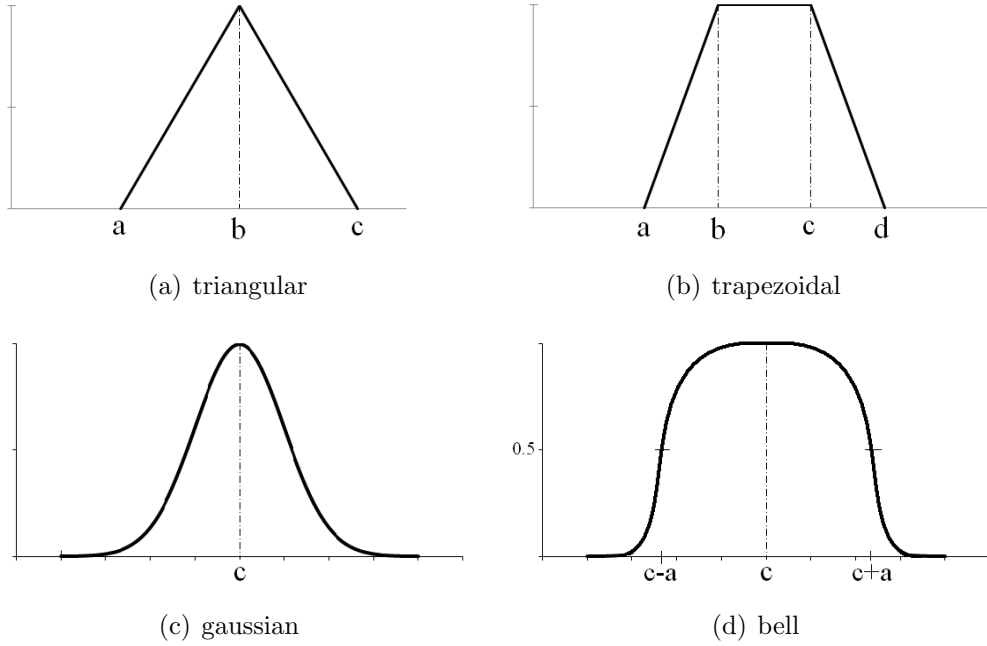 a b c
a b c d
(a) triangular
(b) trapezoidal
0.5
c
c-a c c+a
(c) gaussian
(d) bell